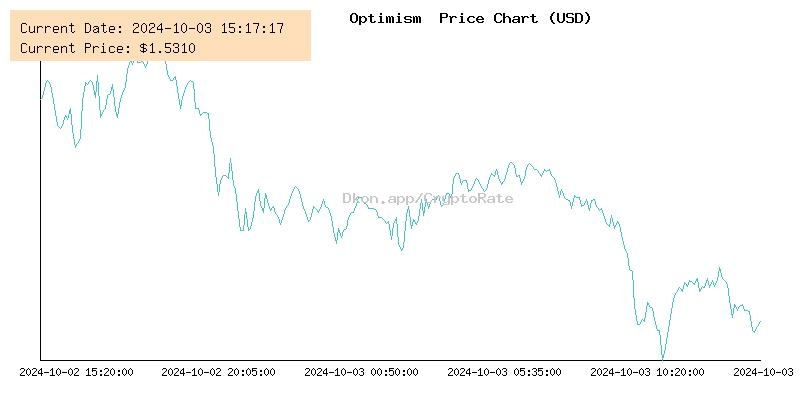 Optimism  Price Chart (USD)
Current Date: 2024-10-03 15:17:17
Current Price: $1.5310
Dkon.app/CryptoRate
2024-10-02 15:20:00 2024-10-02 20:05:00 2024-10-03 00:50:00 2024-10-03 05:35:00 2024-10-03 10:20:00 2024-10-03